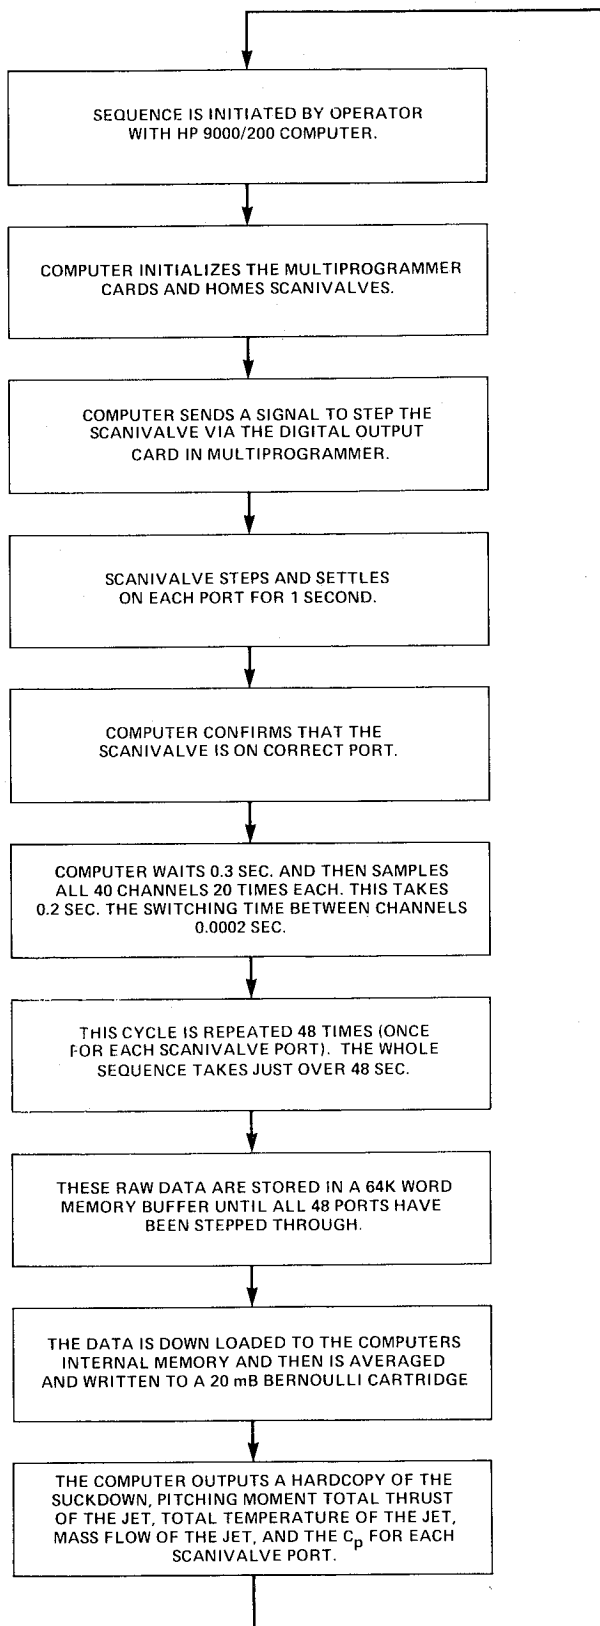 SEQUENCE IS INITIATED BY OPERATOR
WITH HP 9000/200 COMPUTER.
COMPUTER INITIALIZES THE MULTIPROGRAMMER
CARDS AND HOMES SCANIVALVES.
COMPUTER SENDS A SIGNAL TO STEP THE
SCANIVALVE VIA THE DIGITAL OUTPUT
CARD IN MULTIPROGRAMMER.
SCANIVALVE STEPS AND SETTLES
ON EACH PORT FOR 1 SECOND.
COMPUTER CONFIRMS THAT THE
SCANIVALVE IS ON CORRECT PORT.
COMPUTER WAITS 0.3 SEC. AND THEN SAMPLES
ALL 40 CHANNELS 20 TIMES EACH. THIS TAKES
0.2 SEC. THE SWITCHING TIME BETWEEN CHANNELS
0.0002 SEC.
THIS CYCLE IS REPEATED 48 TIMES (ONCE
FOR EACH SCANIVALVE PORT). THE WHOLE
SEQUENCE TAKES JUST OVER 48 SEC.
THESE RAW DATA ARE STORED IN A 64K WORD
MEMORY BUFFER UNTIL ALL 48 PORTS HAVE
BEEN STEPPED THROUGH.
THE DATA IS DOWN LOADED TO THE COMPUTERS
INTERNAL MEMORY AND THEN IS AVERAGED
AND WRITTEN TO A 20 mB BERNOULLI CARTRIDGE
THE COMPUTER OUTPUTS A HARDCOPY OF THE
SUCKDOWN, PITCHING MOMENT TOTAL THRUST
OF THE JET, TOTAL TEMPERATURE OF THE JET,
MASS FLOW OF THE JET, AND THE Cp FOR EACH
SCANIVALVE PORT.